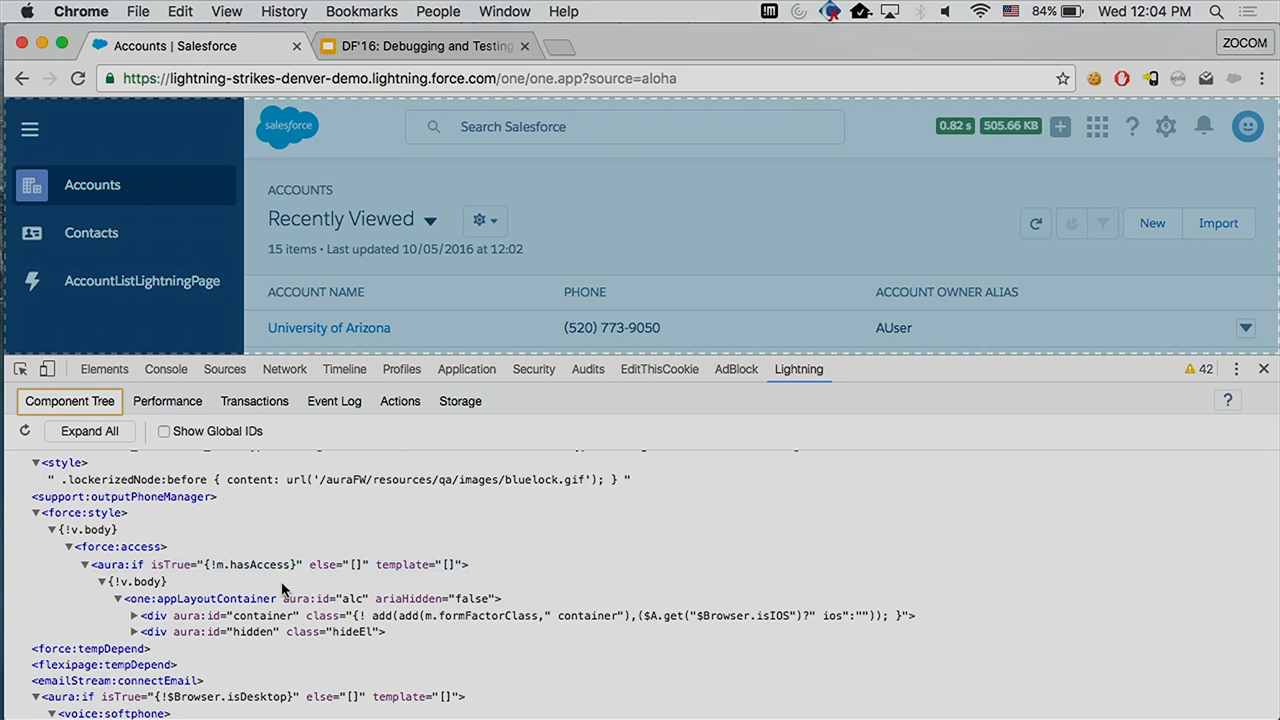 Chrome File Edit View History Bookmarks People Window Help 84% Wed 12:04 PM
Accounts | Salesforce DF'16: Debugging and Testing ZOCOM
https://lightning-strikes-denver-demo.lightning.force.com/one/one.app?source=aloha
salesforce Search Salesforce 0.82 s 505.66 KB
Accounts
Contacts
AccountListLightningPage
ACCOUNTS
Recently Viewed New Import
15 items • Last updated 10/05/2016 at 12:02
ACCOUNT NAME PHONE ACCOUNT OWNER ALIAS
University of Arizona (520) 773-9050 AUser
Elements Console Sources Network Timeline Profiles Application Security Audits EditThisCookie AdBlock Lightning 42
Component Tree Performance Transactions Event Log Actions Storage ?
Expand All Show Global IDs
<style>
" .lockerizedNode:before { content: url('/auraFW/resources/qa/images/bluelock.gif'); } "
<support:outputPhoneManager>
<force:style>
{!v.body}
<force:access>
<aura:if isTrue="{!m.hasAccess}" else="[]" template="[]">
{!v.body}
<one:appLayoutContainer aura:id="alc" ariaHidden="false">
<div aura:id="container" class="{! add(add(m.formFactorClass," container"),($A.get("$Browser.isIOS")?" ios":"")); }">
<div aura:id="hidden" class="hideEl">
<force:tempDepend>
<flexipage:tempDepend>
<emailStream:connectEmail>
<aura:if isTrue="{!$Browser.isDesktop}" else="[]" template="[]">
<voice:softphone>